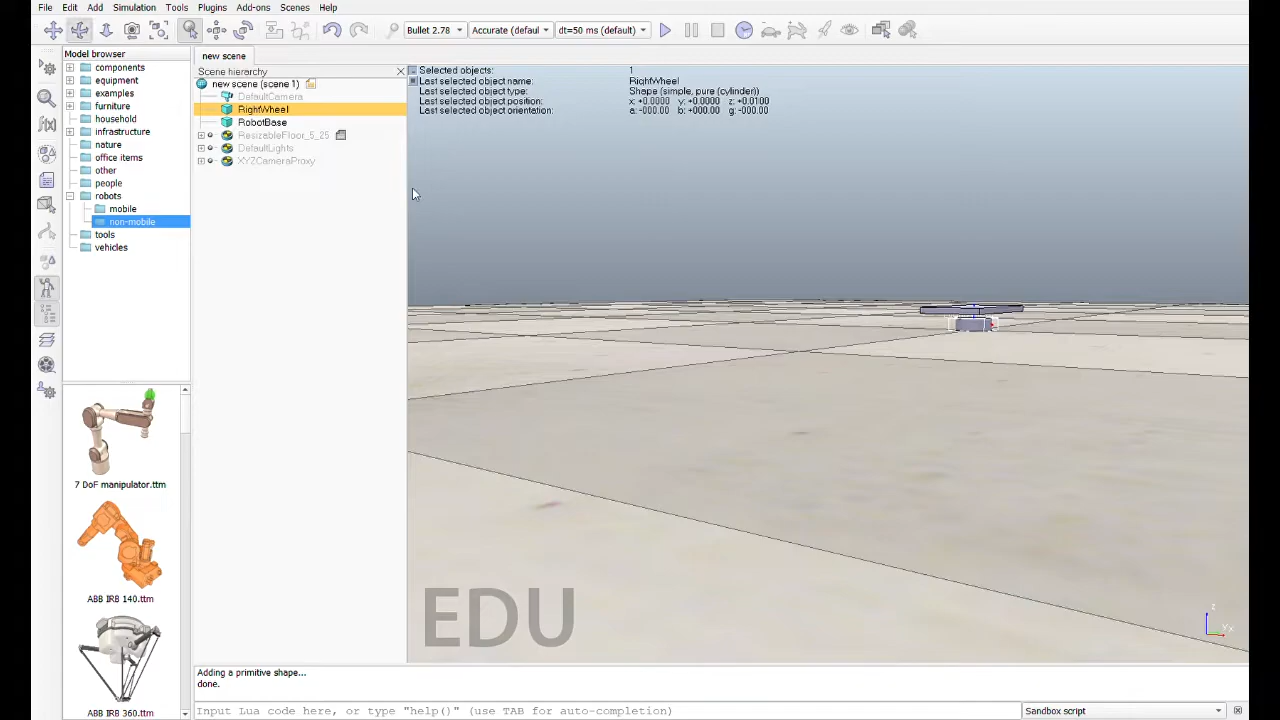 File Edit Add Simulation Tools Plugins Add-ons Scenes Help
Bullet 2.78
Accurate (defaul
dt=50 ms (default)
Model browser
components
equipment
examples
furniture
household
infrastructure
nature
office items
other
people
robots
mobile
non-mobile
tools
vehicles
7 DoF manipulator.ttm
ABB IRB 140.ttm
ABB IRB 360.ttm
new scene
Scene hierarchy
new scene (scene 1)
DefaultCamera
RightWheel
RobotBase
ResizableFloor_5_25
DefaultLights
XYZCameraProxy
Selected objects:
Last selected object name: RightWheel
Last selected object type: Shape (simple, pure (cylinder))
Last selected object position: x: +0.0000 y: +0.0000 z: +0.0100
Last selected object orientation: a: -000.00 b: +000.00 g: -000.00
EDU
z
Adding a primitive shape...
done.
Input Lua code here, or type "help()" (use TAB for auto-completion)
Sandbox script